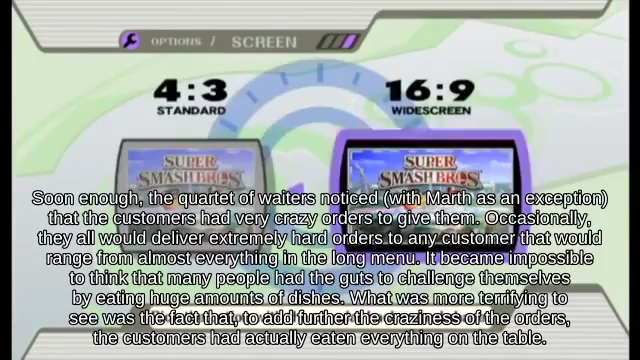 OPTIONS / SCREEN
4:3
STANDARD
16:9
WIDESCREEN
SUPER
SMASH BROS
SUPER
SMASH BROS
Soon enough, the quartet of waiters noticed (with Marth as an exception)
that the customers had very crazy orders to give them. Occasionally,
they all would deliver extremely hard orders to any customer that would
range from almost everything in the long menu. It became impossible
to think that many people had the guts to challenge themselves
by eating huge amounts of dishes. What was more terrifying to
see was the fact that, to add further the craziness of the orders,
the customers had actually eaten everything on the table.